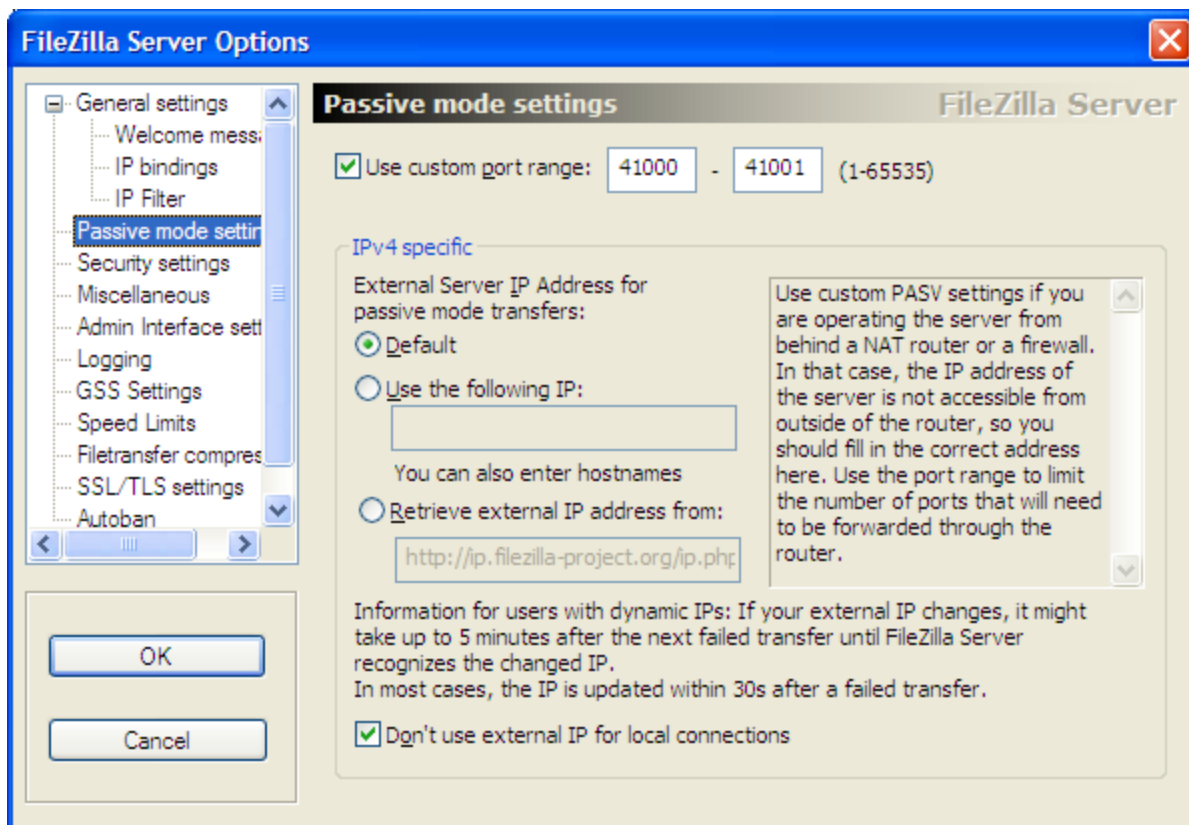 FileZilla Server Options
General settings
Welcome messa
IP bindings
IP Filter
Passive mode settin
Security settings
Miscellaneous
Admin Interface sett
Logging
GSS Settings
Speed Limits
Filetransfer compres
SSL/TLS settings
Autoban
OK
Cancel
Passive mode settings
FileZilla Server
Use custom port range: 41000 - 41001 (1-65535)
IPv4 specific
External Server IP Address for
passive mode transfers:
Default
Use the following IP:
You can also enter hostnames
Retrieve external IP address from:
http://ip.filezilla-project.org/ip.php
Use custom PASV settings if you
are operating the server from
behind a NAT router or a firewall.
In that case, the IP address of
the server is not accessible from
outside of the router, so you
should fill in the correct address
here. Use the port range to limit
the number of ports that will need
to be forwarded through the
router.
Information for users with dynamic IPs: If your external IP changes, it might
take up to 5 minutes after the next failed transfer until FileZilla Server
recognizes the changed IP.
In most cases, the IP is updated within 30s after a failed transfer.
Don't use external IP for local connections